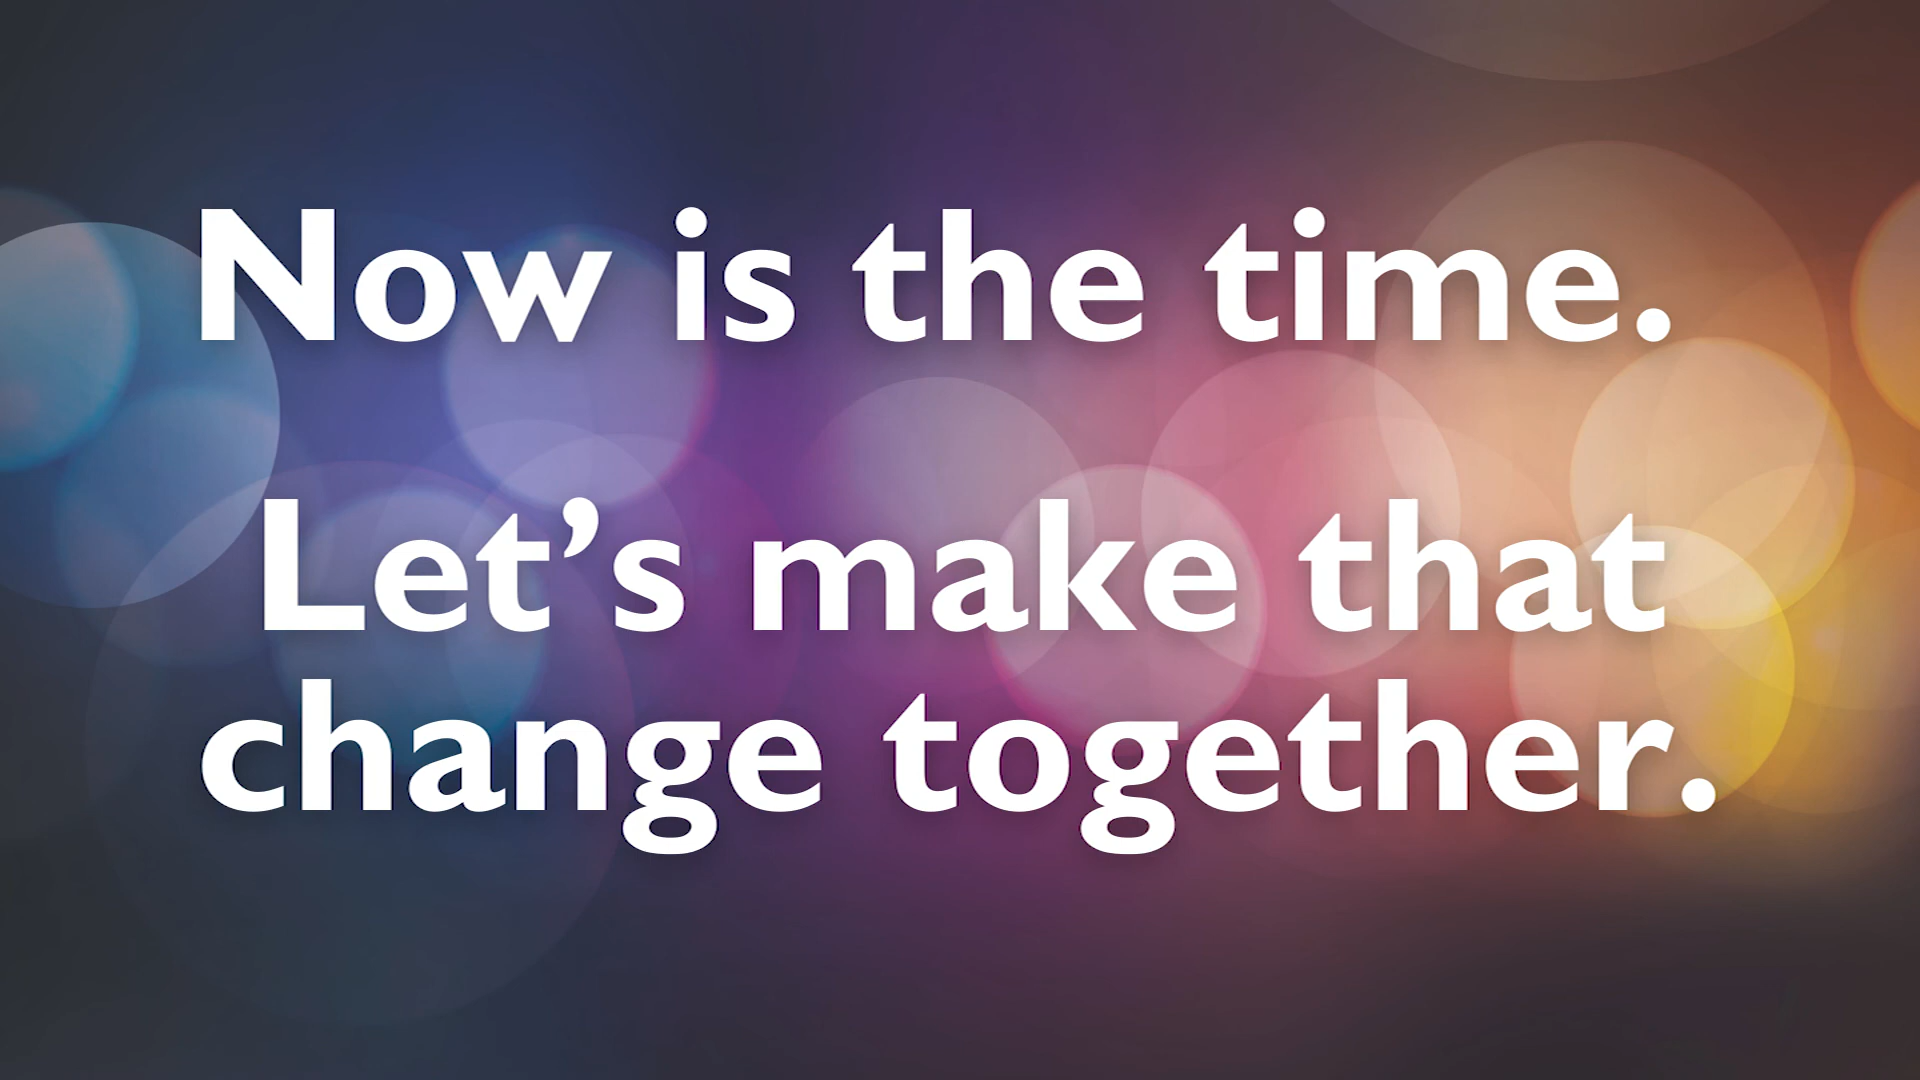 Now is the time.
Let’s make that
change together.